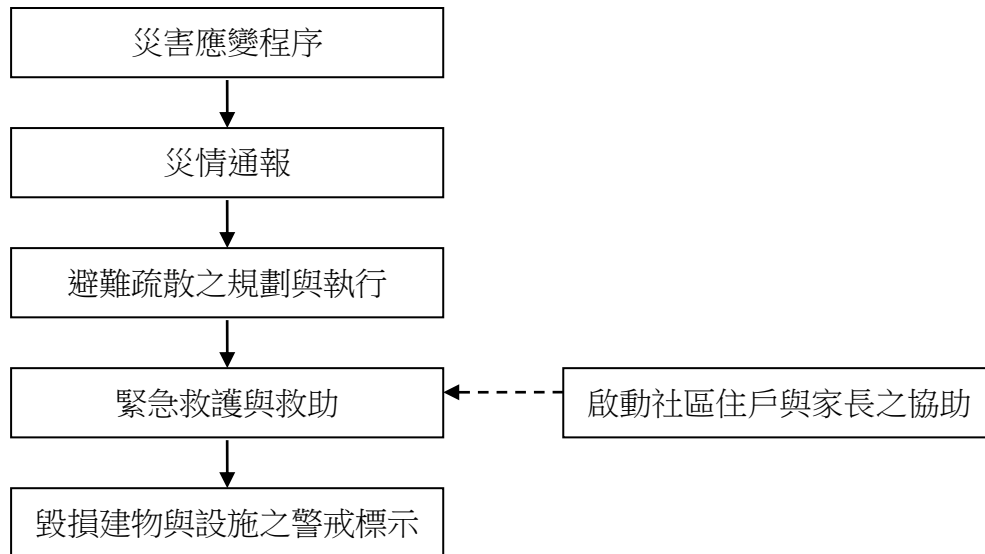 災害應變程序
災情通報
避難疏散之規劃與執行
緊急救護與救助
啟動社區住戶與家長之協助
毀損建物與設施之警戒標示